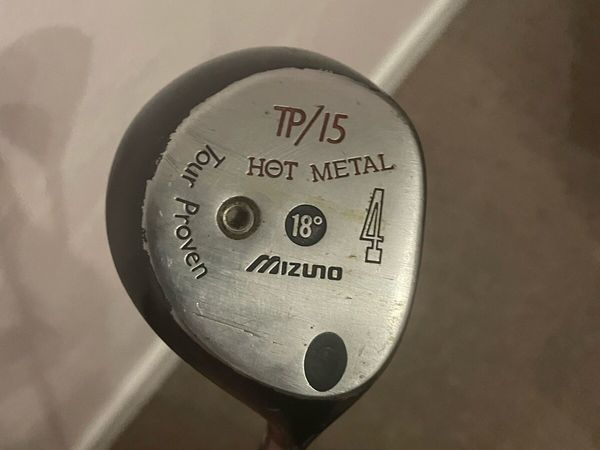 TP/15
HOT METAL
Tour Proven
18°
4
MIZUNO